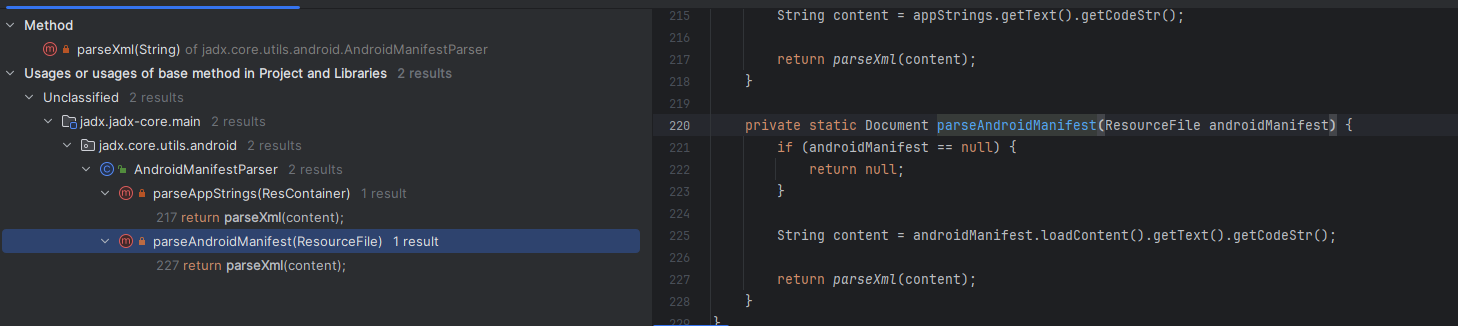 Method
parseXml(String) of jadx.core.utils.android.AndroidManifestParser
Usages or usages of base method in Project and Libraries 2 results
Unclassified 2 results
jadx.jadx-core.main 2 results
jadx.core.utils.android 2 results
AndroidManifestParser 2 results
parseAppStrings(ResContainer) 1 result
217 return parseXml(content);
parseAndroidManifest(ResourceFile) 1 result
227 return parseXml(content);
215 String content = appStrings.getText().getCodeStr();
216
217 return parseXml(content);
218 }
219
220 private static Document parseAndroidManifest(ResourceFile androidManifest) {
221 if (androidManifest == null) {
222 return null;
223 }
224
225 String content = androidManifest.loadContent().getText().getCodeStr();
226
227 return parseXml(content);
228 }
229 }